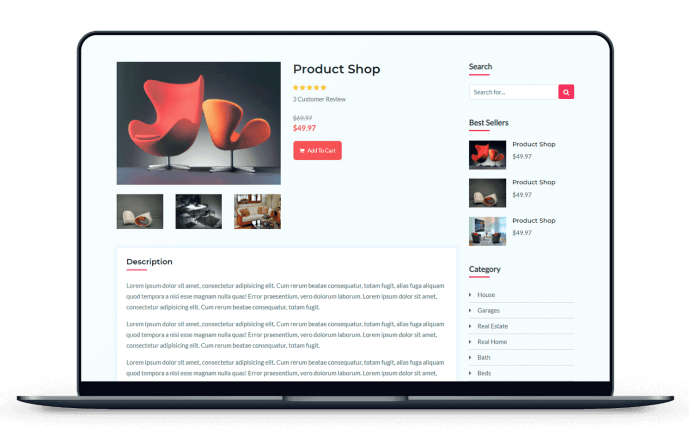 Product Shop
3 Customer Review
$69.97
$49.97
Add To Cart
Description
Lorem ipsum dolor sit amet, consectetur adipisicing elit. Cum rerum beatae consequatur, totam fugit, alias fuga aliquam
quod tempora a nisi esse magnam nulla quas! Error praesentium, vero dolorum laborum. Lorem ipsum dolor sit amet,
consectetur adipisicing elit. Cum rerum beatae consequatur, totam fugit.
Lorem ipsum dolor sit amet, consectetur adipisicing elit. Cum rerum beatae consequatur, totam fugit, alias fuga aliquam
quod tempora a nisi esse magnam nulla quas! Error praesentium, vero dolorum laborum. Lorem ipsum dolor sit amet,
consectetur adipisicing elit. Cum rerum beatae consequatur, totam fugit.
Lorem ipsum dolor sit amet, consectetur adipisicing elit. Cum rerum beatae consequatur, totam fugit, alias fuga aliquam
quod tempora a nisi esse magnam nulla quas! Error praesentium, vero dolorum laborum. Lorem ipsum dolor sit amet,
Search
Search for...
Best Sellers
Product Shop
$49.97
Product Shop
$49.97
Product Shop
$49.97
Category
House
Garages
Real Estate
Real Home
Bath
Beds